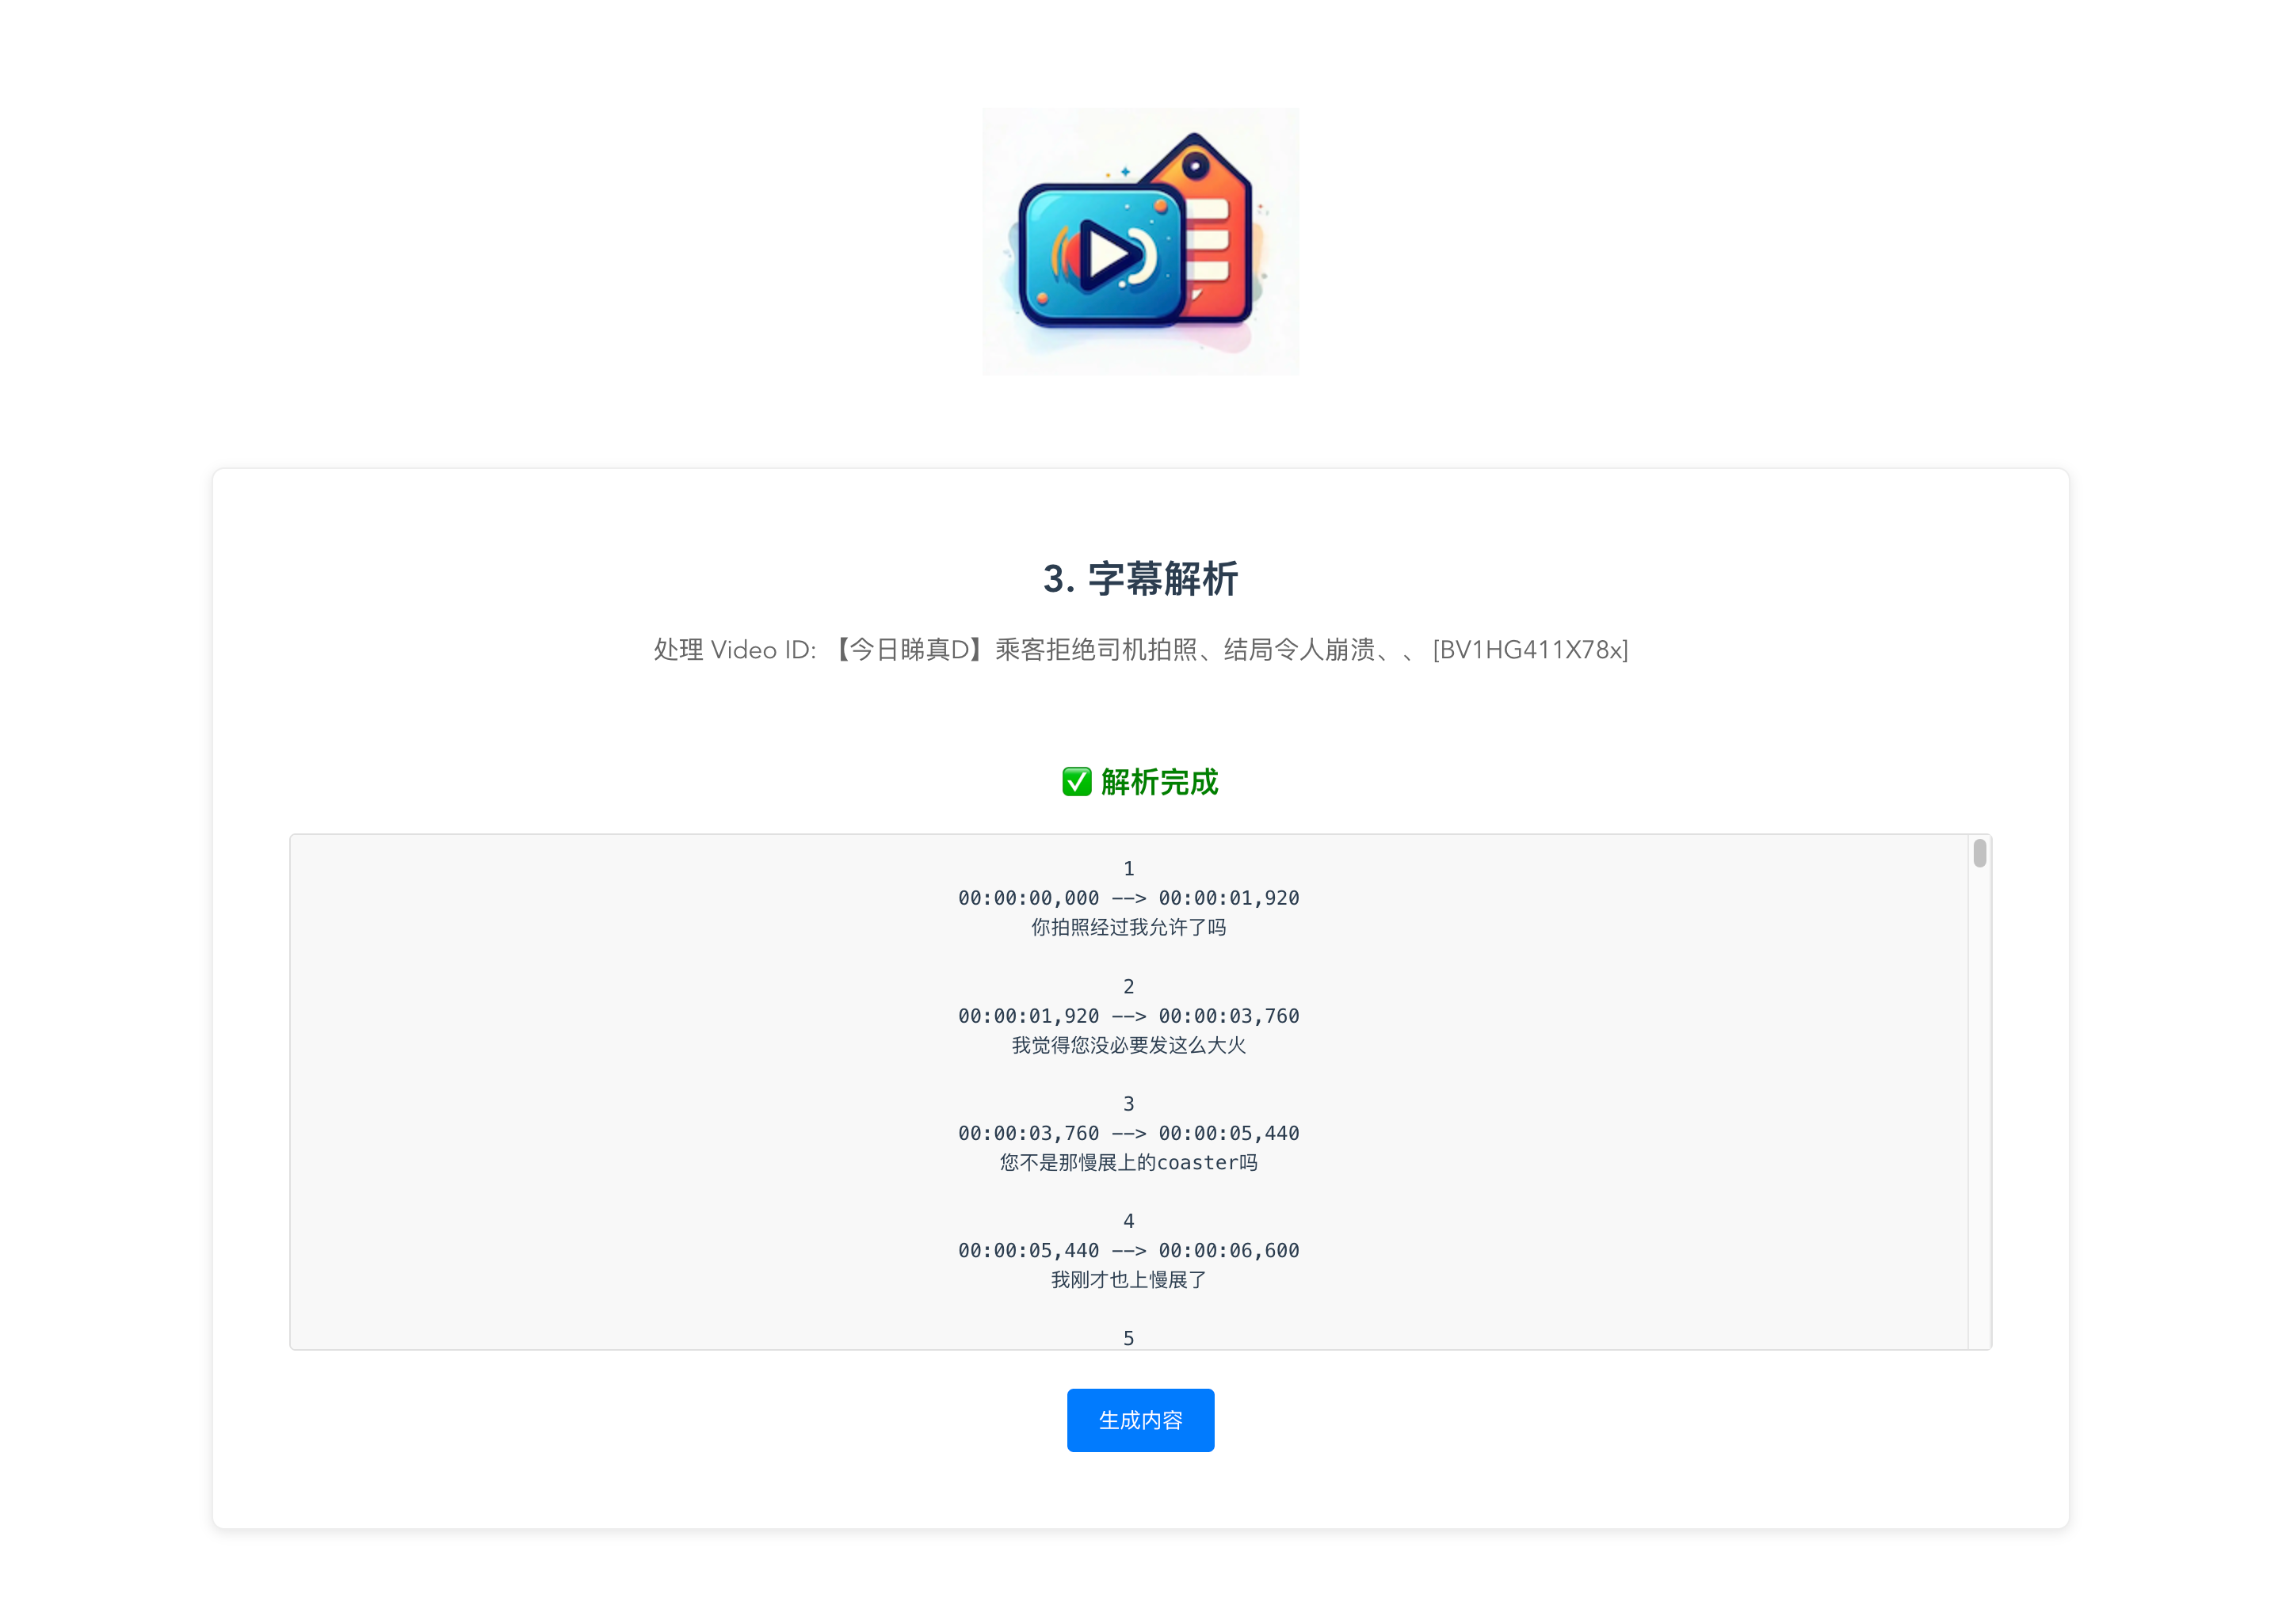 3. 字幕解析
处理 Video ID: 【今日睇真D】乘客拒绝司机拍照、结局令人崩溃、、 [BV1HG411X78x]
✅ 解析完成
1
00:00:00,000 --> 00:00:01,920
你拍照经过我允许了吗
2
00:00:01,920 --> 00:00:03,760
我觉得您没必要发这么大火
3
00:00:03,760 --> 00:00:05,440
您不是那慢展上的coaster吗
4
00:00:05,440 --> 00:00:06,600
我刚才也上慢展了
5
生成内容